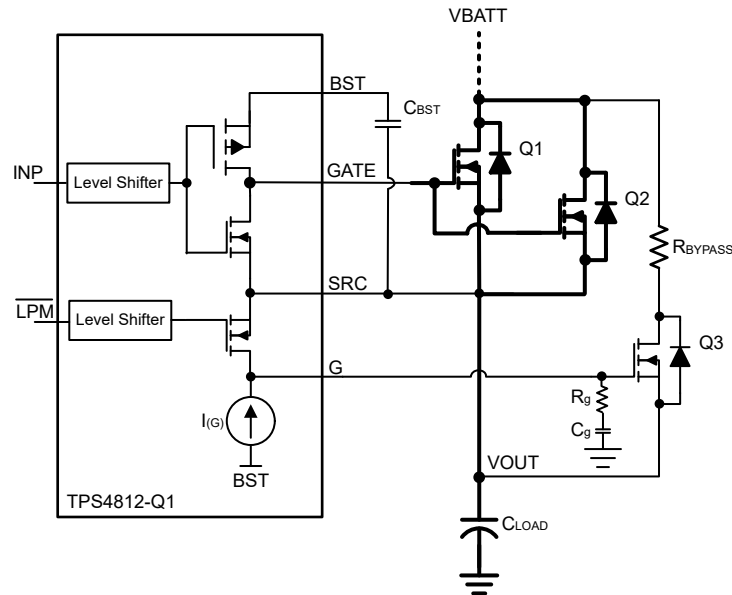 VBATT
BST
CBST
Q1
INP
Level Shifter
GATE
Q2
RBYPASS
SRC
LPM
Level Shifter
Q3
G
Rg
I(G)
Cg
BST
VOUT
TPS4812-Q1
CLOAD